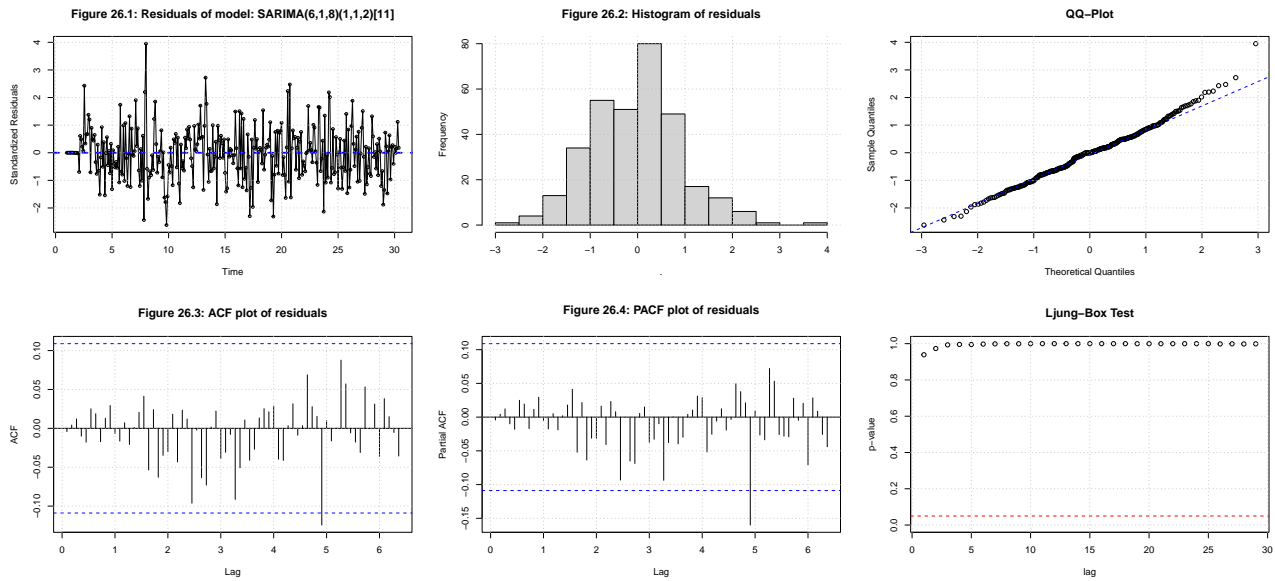 Figure 26.1: Residuals of model: SARIMA(6,1,8)(1,1,2)[11]
Standardized Residuals
4
3
2
1
0
−1
−2
0 5 10 15 20 25 30
Time
Figure 26.2: Histogram of residuals
Frequency
80
60
40
20
0
−3 −2 −1 0 1 2 3 4
.
QQ−Plot
Sample Quantiles
4
3
2
1
0
−1
−2
−3 −2 −1 0 1 2 3
Theoretical Quantiles
Figure 26.3: ACF plot of residuals
ACF
0.10
0.05
0.00
−0.05
−0.10
0 1 2 3 4 5 6
Lag
Figure 26.4: PACF plot of residuals
Partial ACF
0.10
0.05
0.00
−0.05
−0.10
−0.15
0 1 2 3 4 5 6
Lag
Ljung−Box Test
p−value
1.0
0.8
0.6
0.4
0.2
0.0
0 5 10 15 20 25 30
lag